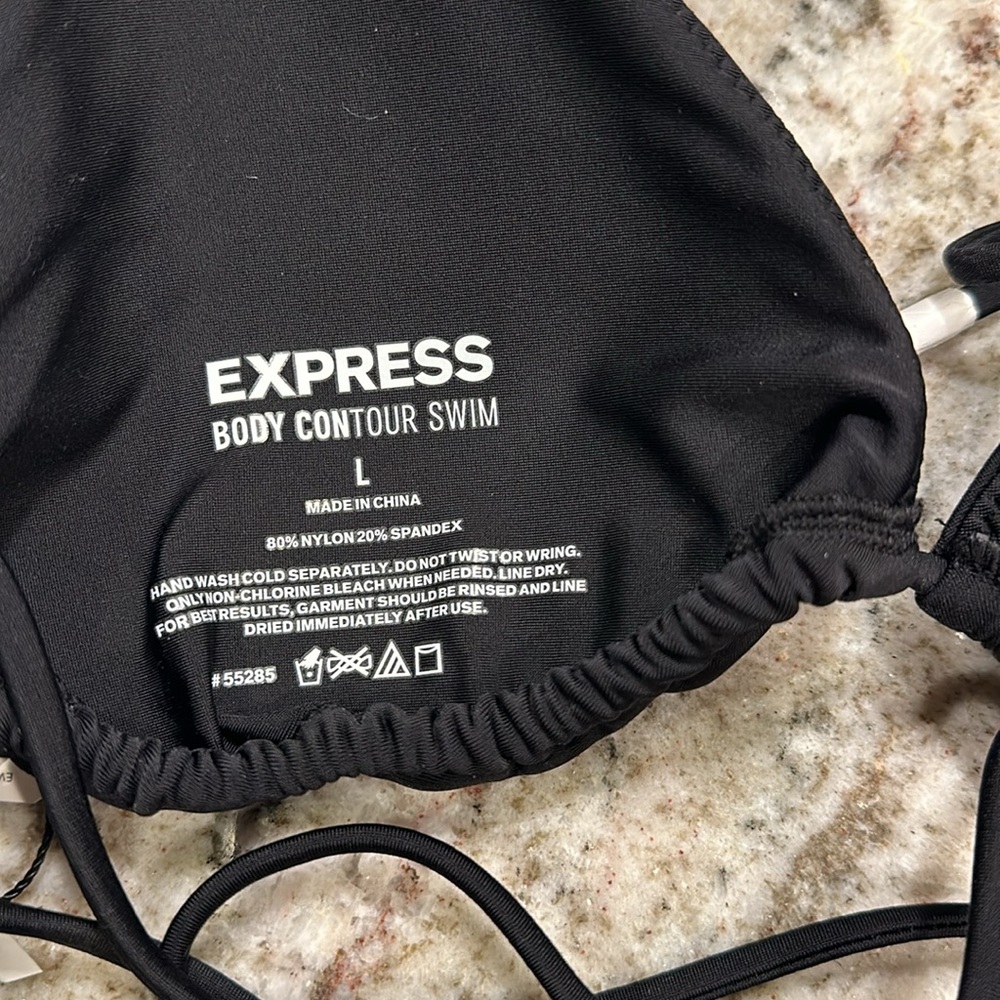 EXPRESS
BODY CONTOUR SWIM
L
MADE IN CHINA
80% NYLON 20% SPANDEX
HAND WASH COLD SEPARATELY. DO NOT TWIST OR WRING.
ONLY NON-CHLORINE BLEACH WHEN NEEDED. LINE DRY.
FOR BEST RESULTS, GARMENT SHOULD BE RINSED AND LINE
DRIED IMMEDIATELY AFTER USE.
#55285